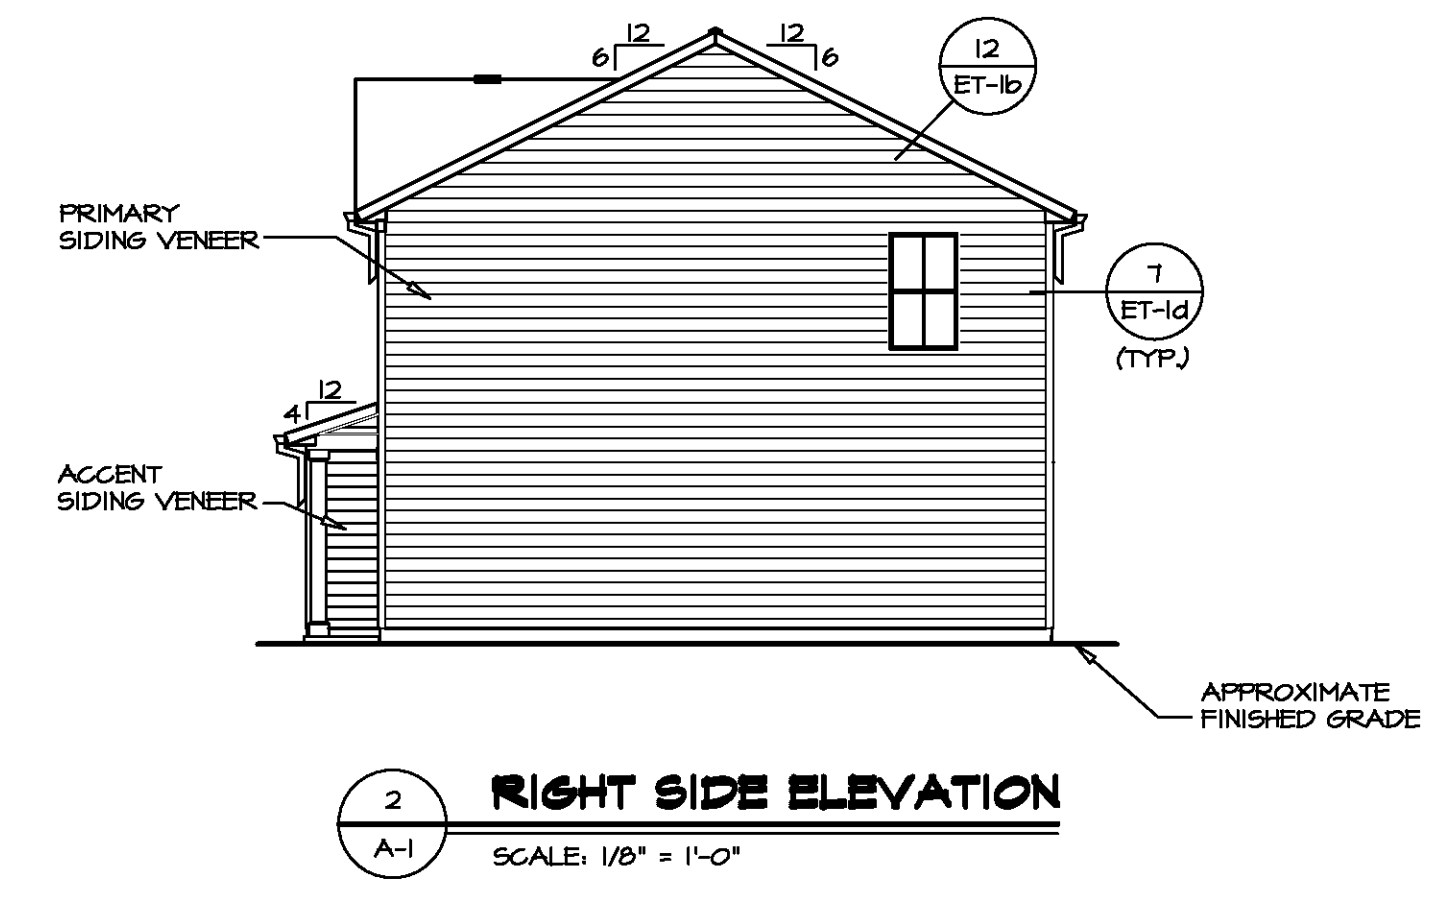 12
6
12
6
12
ET-1b
PRIMARY
SIDING VENEER
7
ET-1d
(TYP.)
12
4
ACCENT
SIDING VENEER
APPROXIMATE
FINISHED GRADE
2
A-1
RIGHT SIDE ELEVATION
SCALE: 1/8" = 1'-0"